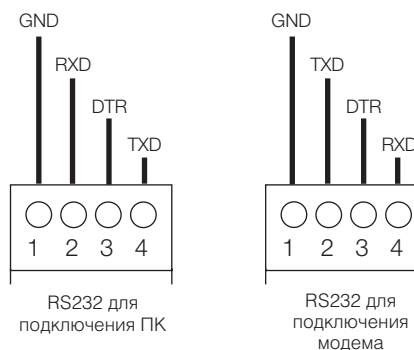 GND
RXD
DTR
TXD
1 2 3 4
RS232 для
подключения ПК
GND
TXD
DTR
RXD
1 2 3 4
RS232 для
подключения
модема